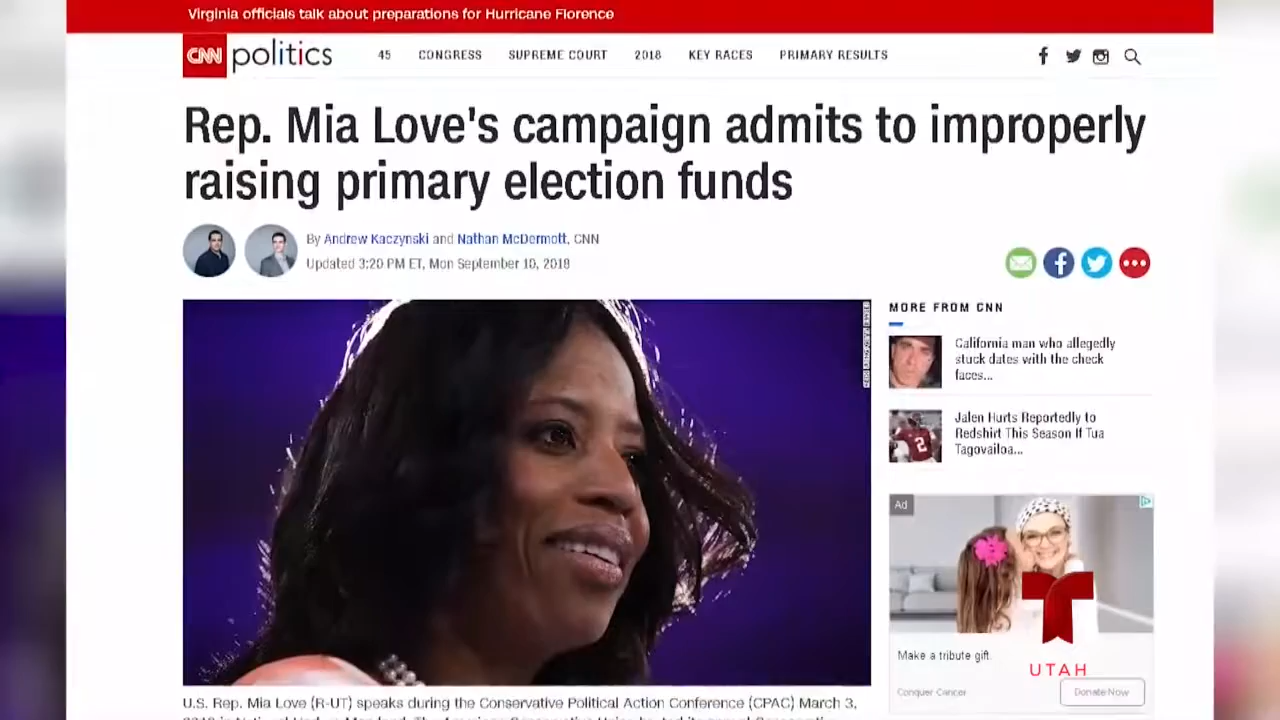 Virginia officials talk about preparations for Hurricane Florence
CNN politics 45 CONGRESS SUPREME COURT 2018 KEY RACES PRIMARY RESULTS
Rep. Mia Love's campaign admits to improperly
raising primary election funds
By Andrew Kaczynski and Nathan McDermott, CNN
Updated 3:20 PM ET, Mon September 10, 2018
MORE FROM CNN
California man who allegedly
stuck dates with the check
faces...
Jalen Hurts Reportedly to
Redshirt This Season If Tua
Tagovailoa...
2
Ad
Make a tribute gift.
Conquer Cancer
Donate Now
T
UTAH
U.S. Rep. Mia Love (R-UT) speaks during the Conservative Political Action Conference (CPAC) March 3,